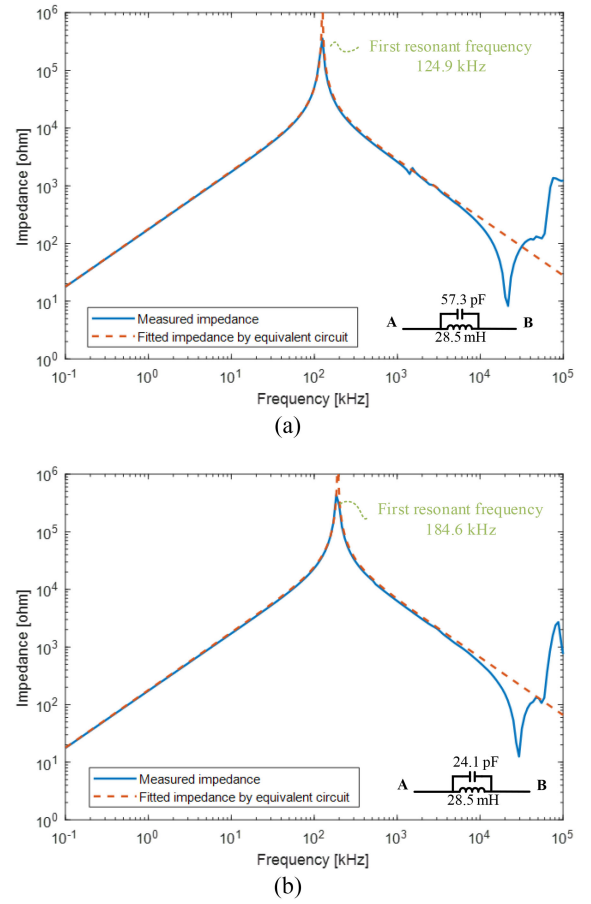 10^6
10^5
10^4
10^3
10^2
10^1
10^0
Impedance [ohm]
First resonant frequency
124.9 kHz
Measured impedance
Fitted impedance by equivalent circuit
57.3 pF
A B
28.5 mH
10^-1 10^0 10^1 10^2 10^3 10^4 10^5
Frequency [kHz]
(a)
10^6
10^5
10^4
10^3
10^2
10^1
10^0
Impedance [ohm]
First resonant frequency
184.6 kHz
Measured impedance
Fitted impedance by equivalent circuit
24.1 pF
A B
28.5 mH
10^-1 10^0 10^1 10^2 10^3 10^4 10^5
Frequency [kHz]
(b)